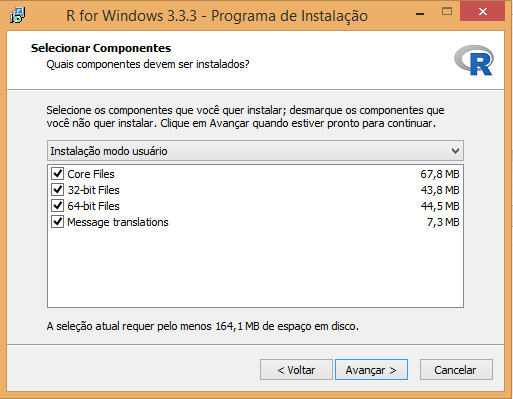 R for Windows 3.3.3 - Programa de Instalação
Selecionar Componentes
Quais componentes devem ser instalados?
R
Selecione os componentes que você quer instalar; desmarque os componentes que
você não quer instalar. Clique em Avançar quando estiver pronto para continuar.
Instalação modo usuário
Core Files 67,8 MB
32-bit Files 43,8 MB
64-bit Files 44,5 MB
Message translations 7,3 MB
A seleção atual requer pelo menos 164,1 MB de espaço em disco.
< Voltar Avançar > Cancelar